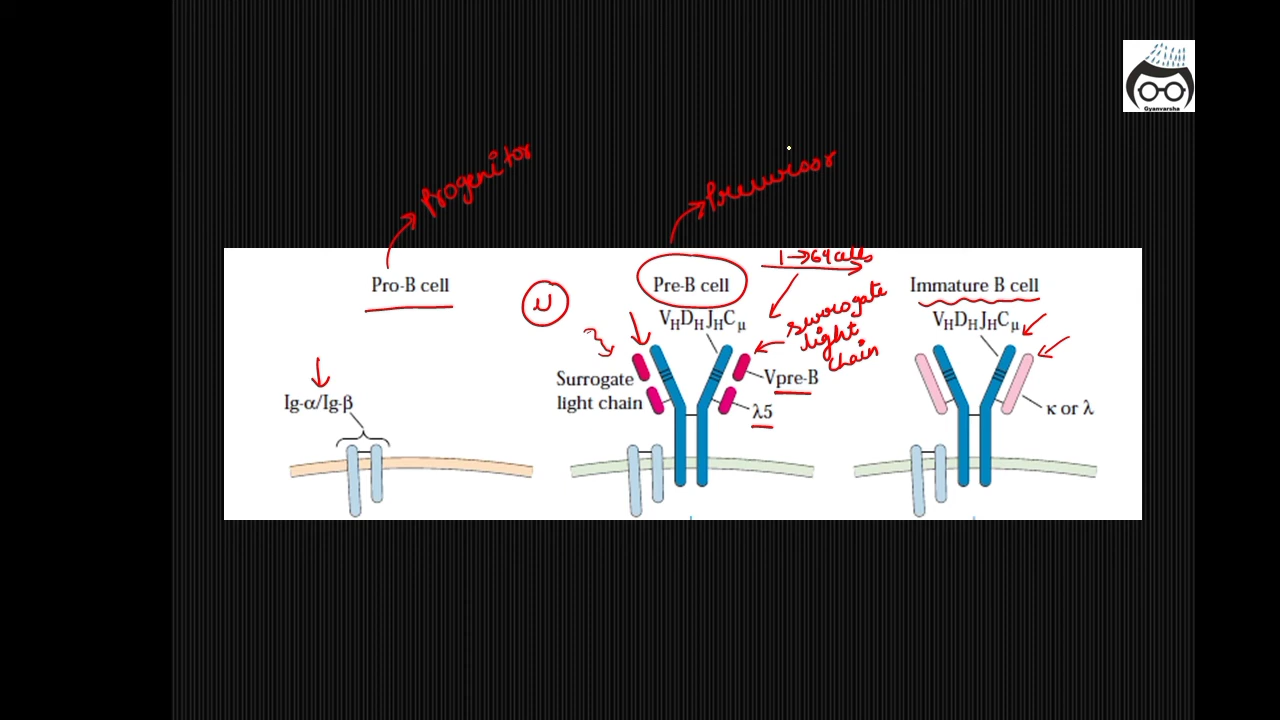 Gyanvarsha
Progenitor
Precursor
1→64 cells
Pro-B cell
Pre-B cell
Immature B cell
VHDHJHCμ
VHDHJHCμ
surrogate
light
chain
Surrogate
light chain
Vpre-B
λ5
Ig-α/Ig-β
κ or λ